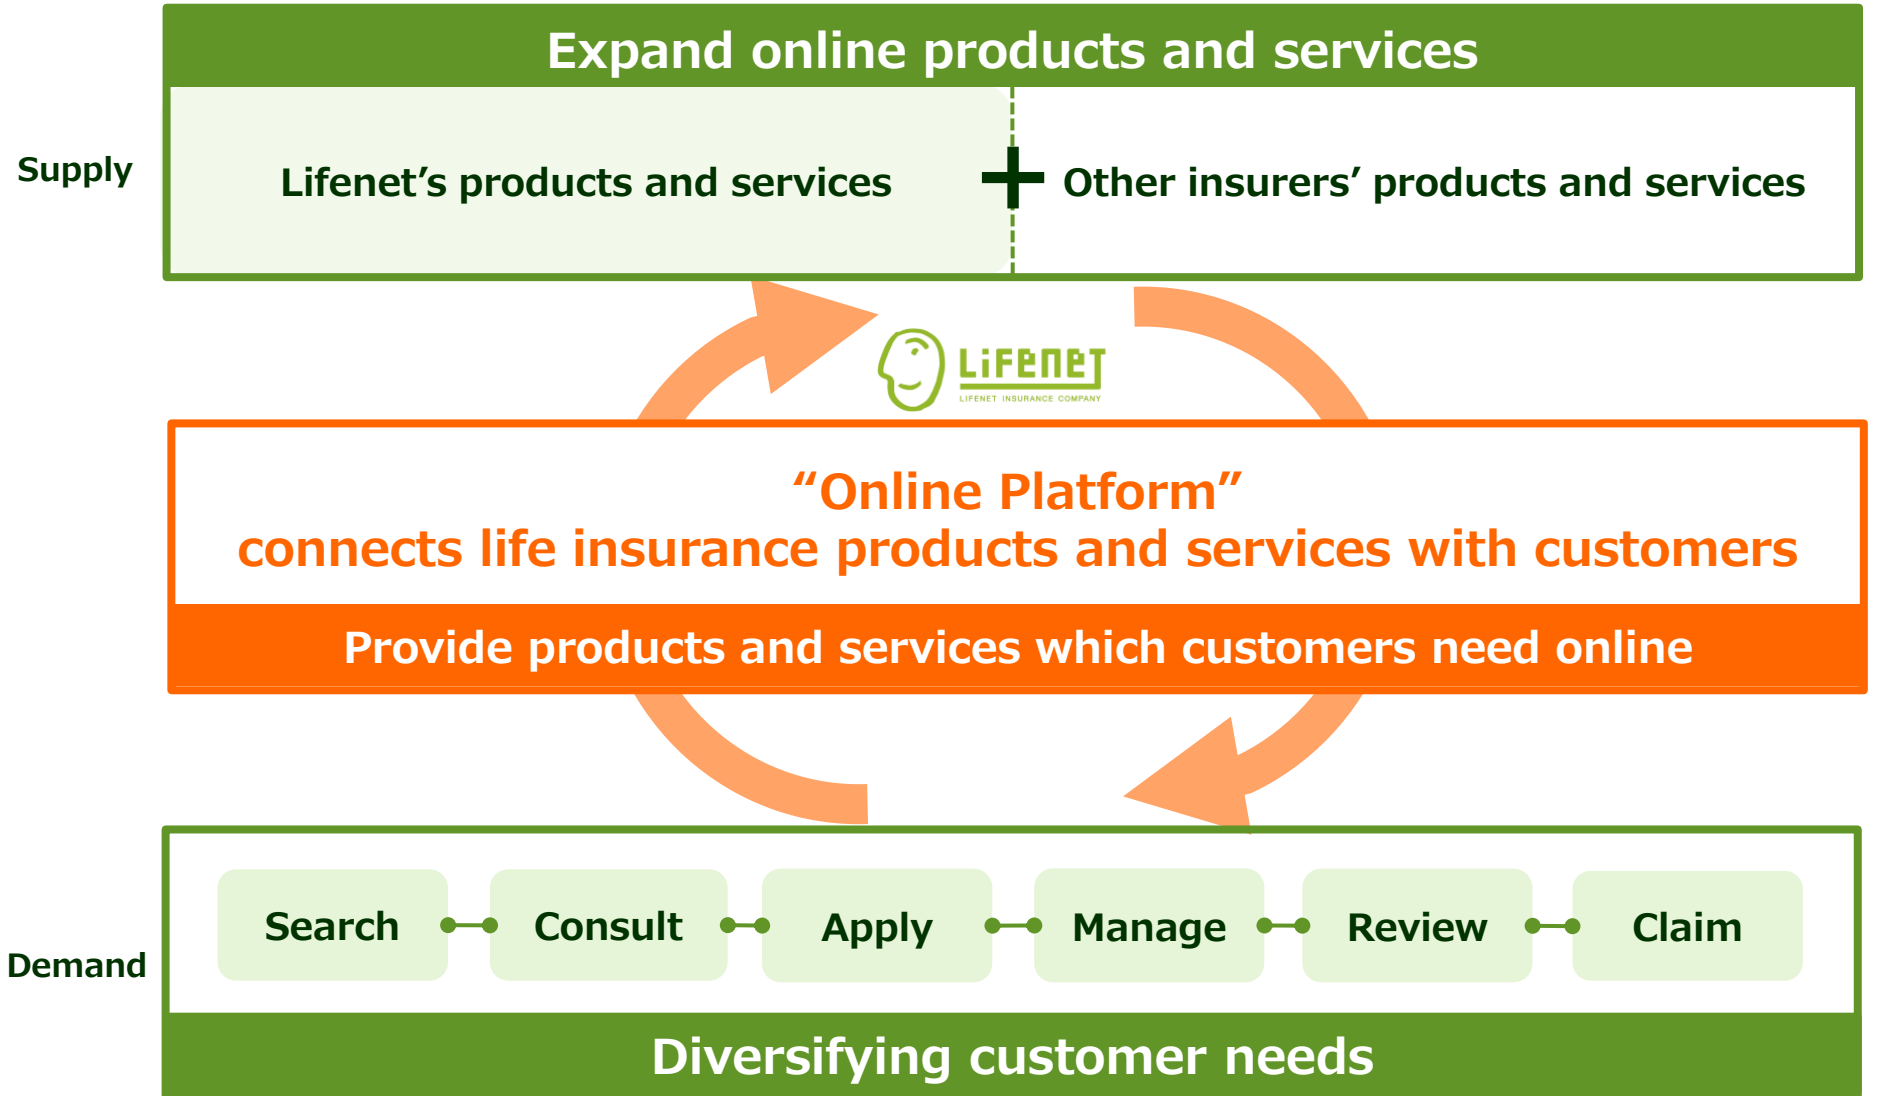 Expand online products and services
Supply
Lifenet’s products and services
+
Other insurers’ products and services
LIFENET
LIFENET INSURANCE COMPANY
“Online Platform”
connects life insurance products and services with customers
Provide products and services which customers need online
Demand
Search
Consult
Apply
Manage
Review
Claim
Diversifying customer needs